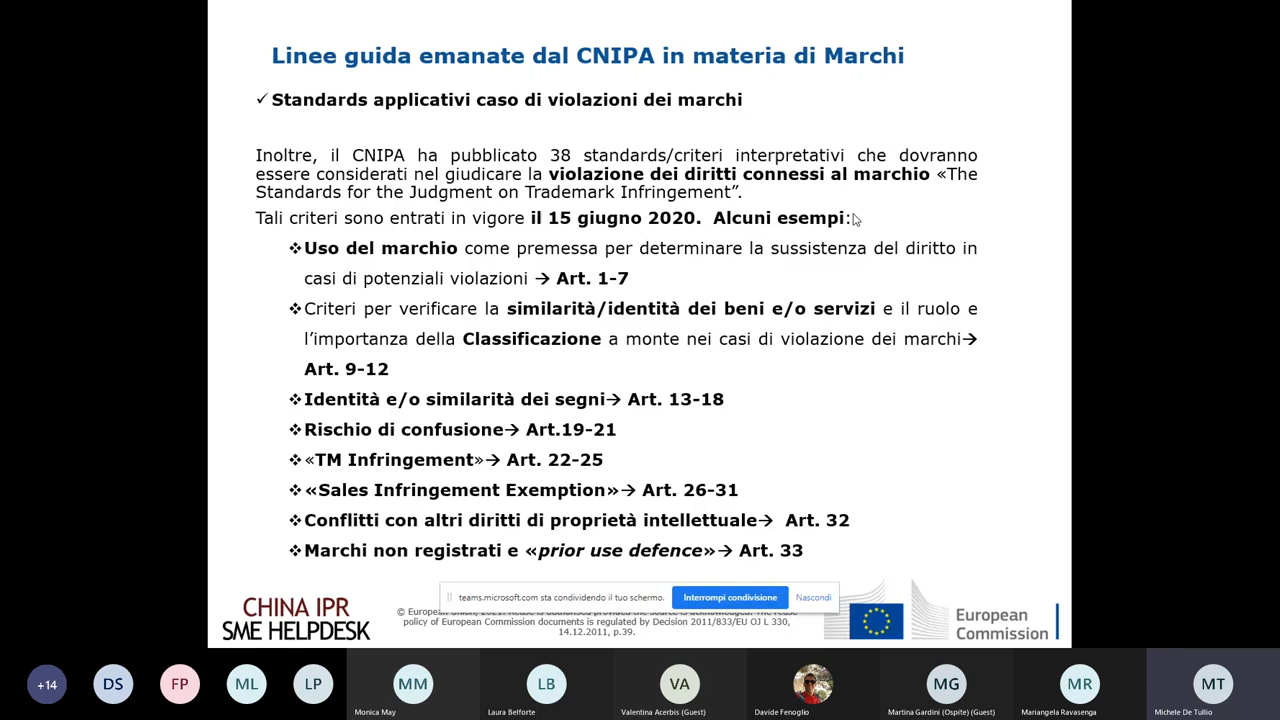 Linee guida emanate dal CNIPA in materia di Marchi
✓Standards applicativi caso di violazioni dei marchi
Inoltre, il CNIPA ha pubblicato 38 standards/criteri interpretativi che dovranno
essere considerati nel giudicare la violazione dei diritti connessi al marchio «The
Standards for the Judgment on Trademark Infringement”.
Tali criteri sono entrati in vigore il 15 giugno 2020. Alcuni esempi:
❖Uso del marchio come premessa per determinare la sussistenza del diritto in
casi di potenziali violazioni → Art. 1-7
❖Criteri per verificare la similarità/identità dei beni e/o servizi e il ruolo e
l’importanza della Classificazione a monte nei casi di violazione dei marchi→
Art. 9-12
❖Identità e/o similarità dei segni→ Art. 13-18
❖Rischio di confusione→ Art.19-21
❖«TM Infringement»→ Art. 22-25
❖«Sales Infringement Exemption»→ Art. 26-31
❖Conflitti con altri diritti di proprietà intellettuale→ Art. 32
❖Marchi non registrati e «prior use defence»→ Art. 33
teams.microsoft.com sta condividendo il tuo schermo. Interrompi condivisione Nascondi
CHINA IPR
SME HELPDESK
© European Union, 2021. Reuse is authorised provided the source is acknowledged. The reuse
policy of European Commission documents is regulated by Decision 2011/833/EU OJ L 330,
14.12.2011, p.39.
European
Commission
+14 DS FP ML LP MM LB VA MG MR MT
Monica May Laura Belforte Valentina Acerbis (Guest) Davide Fenoglio Martina Gardini (Ospite) (Guest) Mariangela Ravasenga Michele De Tullio